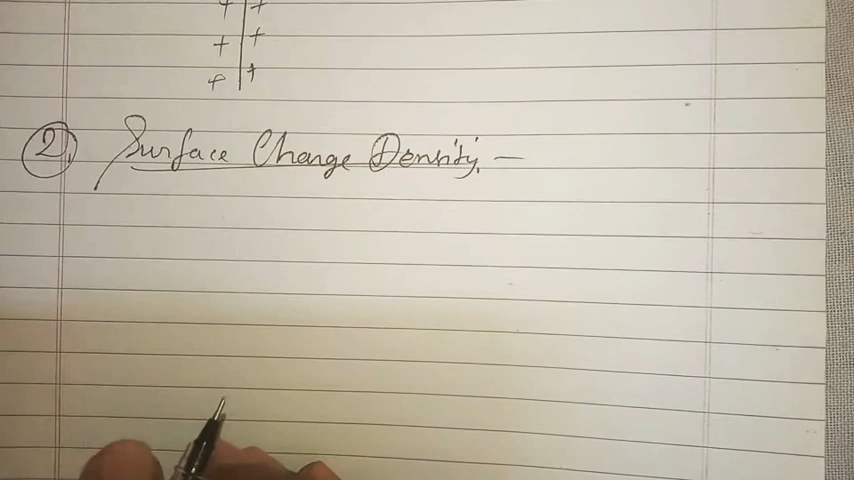 + +
+ +
+ +
2, Surface Change Density. —